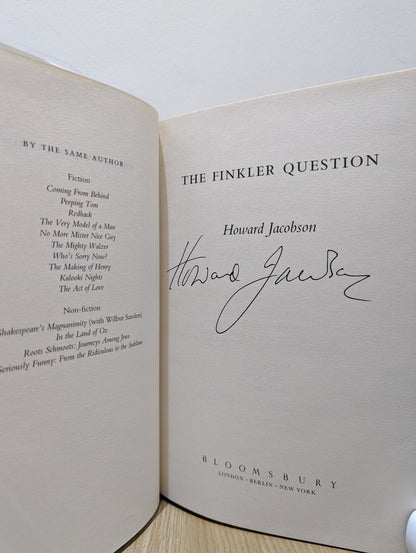 BY THE SAME AUTHOR
Fiction
Coming From Behind
Peeping Tom
Redback
The Very Model of a Man
No More Mister Nice Guy
The Mighty Walzer
Who's Sorry Now?
The Making of Henry
Kalooki Nights
The Act of Love
Non-fiction
Shakespeare's Magnanimity (with Wilbur Sanders)
In the Land of Oz
Roots Schmoots: Journeys Among Jews
Seriously Funny: From the Ridiculous to the Sublime
THE FINKLER QUESTION
Howard Jacobson
Howard Jacobson
BLOOMSBURY
LONDON · BERLIN · NEW YORK